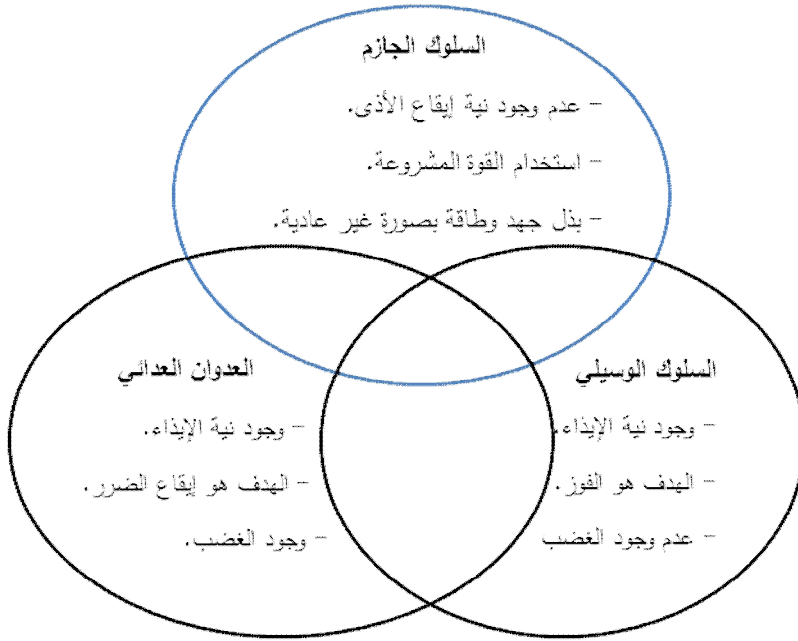 السلوك الجازم
- عدم وجود نية إيقاع الأذى.
- استخدام القوة المشروعة.
- بذل جهد وطاقة بصورة غير عادية.
السلوك الوسيلي
- وجود نية الإيذاء.
- الهدف هو الفوز.
- عدم وجود الغضب
العدوان العدائي
- وجود نية الإيذاء.
- الهدف هو إيقاع الضرر.
- وجود الغضب.